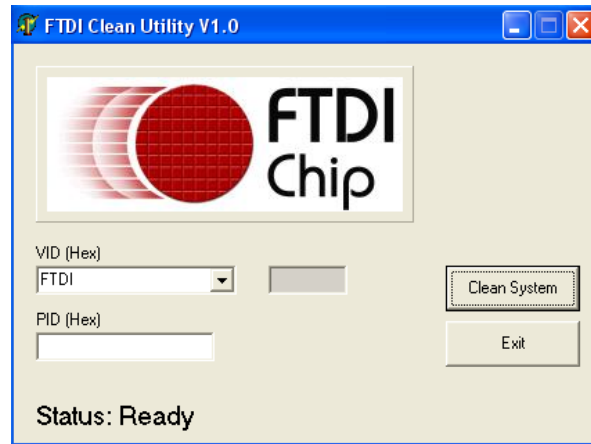 FTDI Clean Utility V1.0
FTDI
Chip
VID (Hex)
FTDI
Clean System
PID (Hex)
Exit
Status: Ready